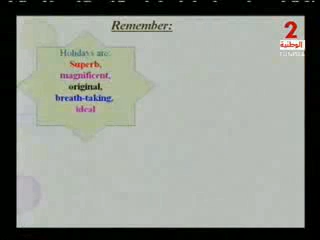 Remember:
2
الوطنية
Holidays are:
Superb,
magnificent,
original,
breath-taking,
ideal